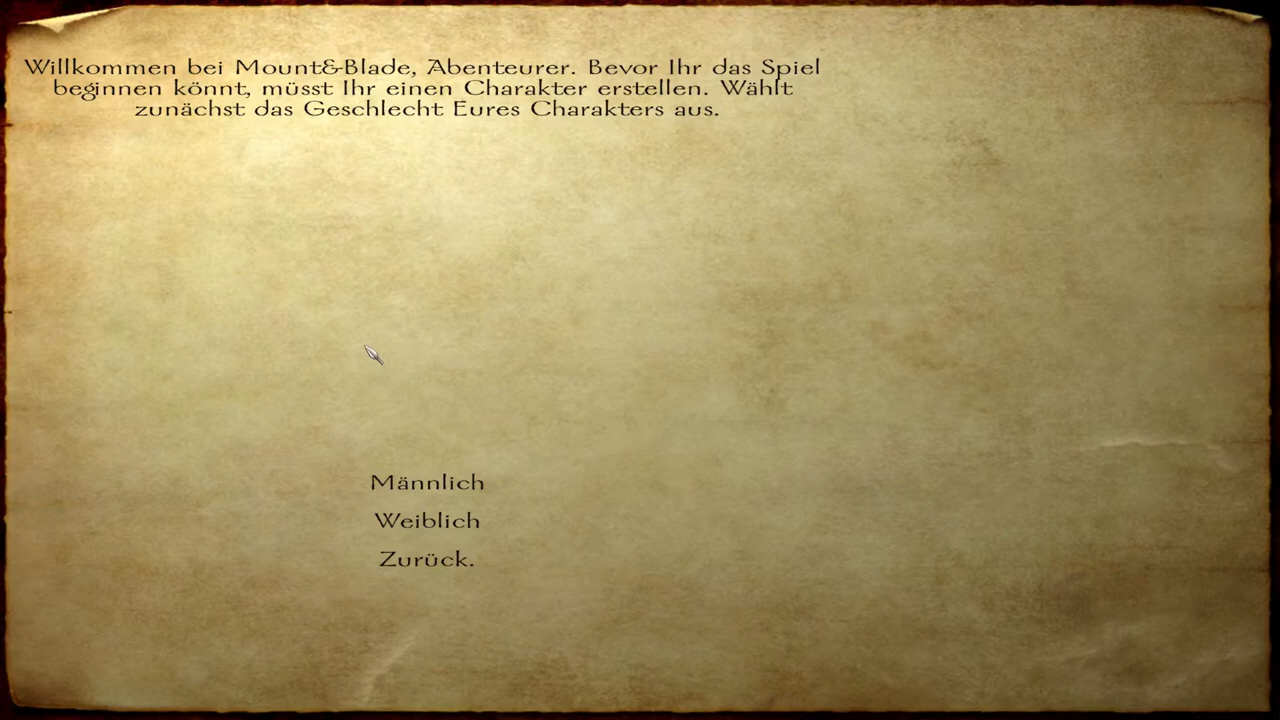 Willkommen bei Mount&Blade, Abenteurer. Bevor Ihr das Spiel
beginnen könnt, müsst Ihr einen Charakter erstellen. Wählt
zunächst das Geschlecht Eures Charakters aus.
Männlich
Weiblich
Zurück.